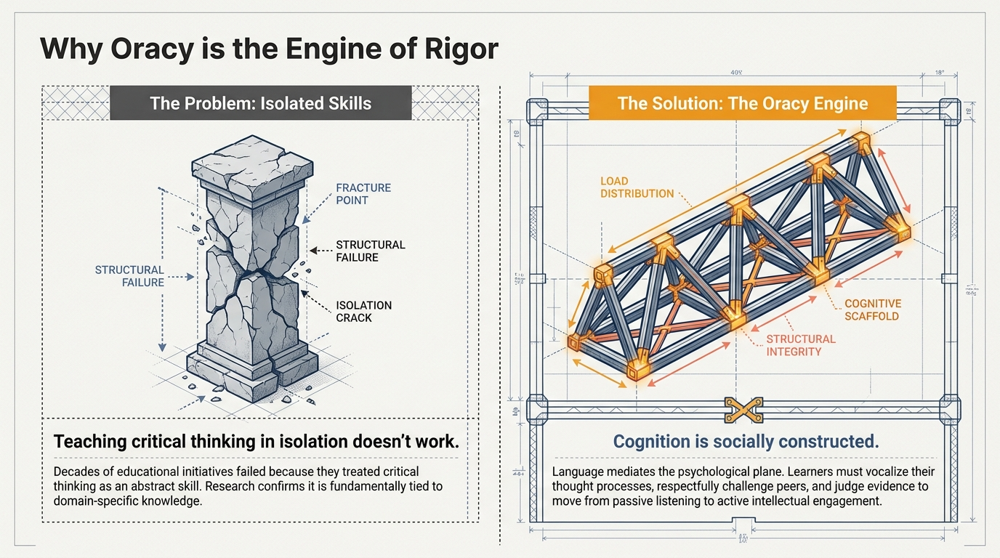 Why Oracy is the Engine of Rigor
The Problem: Isolated Skills
FRACTURE
POINT
STRUCTURAL
FAILURE
STRUCTURAL
FAILURE
ISOLATION
CRACK
Teaching critical thinking in isolation doesn't work.
Decades of educational initiatives failed because they treated critical
thinking as an abstract skill. Research confirms it is fundamentally tied to
domain-specific knowledge.
The Solution: The Oracy Engine
18"
LOAD
DISTRIBUTION
COGNITIVE
SCAFFOLD
STRUCTURAL
INTEGRITY
Cognition is socially constructed.
Language mediates the psychological plane. Learners must vocalize their
thought processes, respectfully challenge peers, and judge evidence to
move from passive listening to active intellectual engagement.